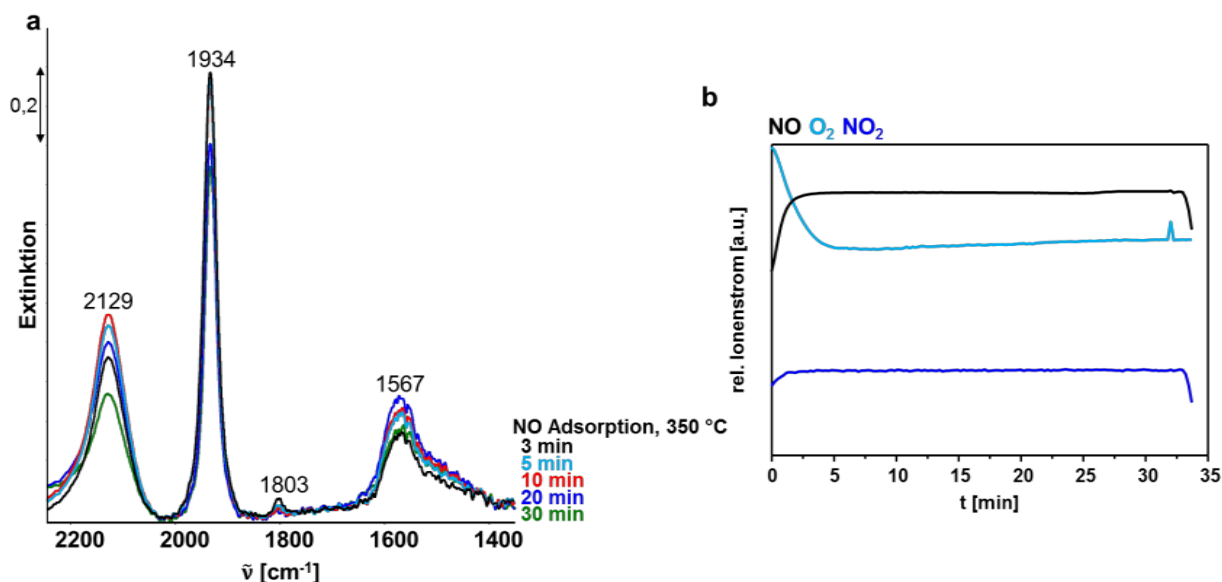 a
1934
0,2
2129
1567
1803
Extinktion
NO Adsorption, 350 °C
3 min
5 min
10 min
20 min
30 min
2200 2000 1800 1600 1400
ṽ [cm⁻¹]
b
NO O₂ NO₂
rel. Ionenstrom [a.u.]
0 5 10 15 20 25 30 35
t [min]